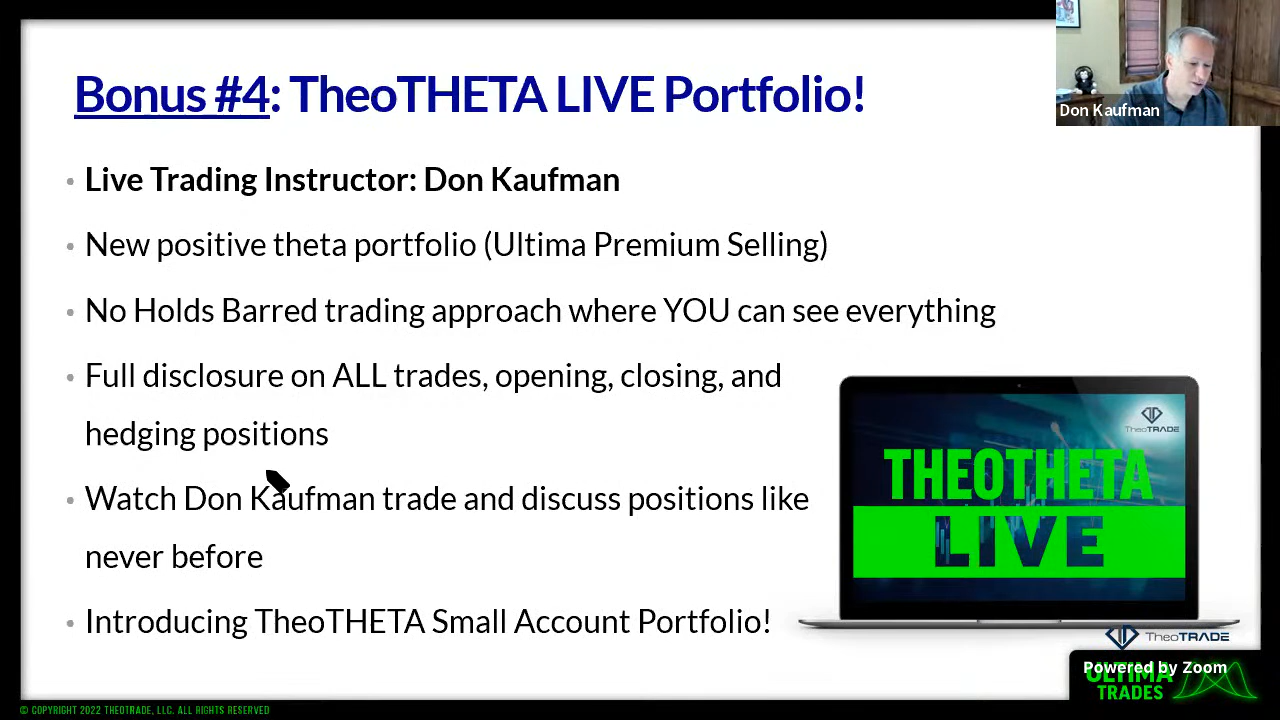 Bonus #4: TheoTHETA LIVE Portfolio!
Don Kaufman
Live Trading Instructor: Don Kaufman
New positive theta portfolio (Ultima Premium Selling)
No Holds Barred trading approach where YOU can see everything
Full disclosure on ALL trades, opening, closing, and
hedging positions
Watch Don Kaufman trade and discuss positions like
never before
Introducing TheoTHETA Small Account Portfolio!
TheoTRADE
THEOTHETA
LIVE
TheoTRADE
Powered by Zoom
ULTIMA
TRADES
© COPYRIGHT 2022 THEOTRADE, LLC. ALL RIGHTS RESERVED